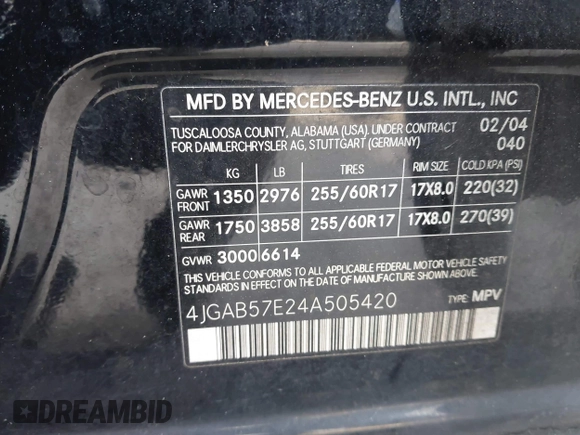 MFD BY MERCEDES-BENZ U.S. INTL., INC
TUSCALOOSA COUNTY, ALABAMA (USA). UNDER CONTRACT 02/04
FOR DAIMLERCHRYSLER AG, STUTTGART (GERMANY) 040
KG LB TIRES RIM SIZE COLD KPA (PSI)
GAWR FRONT 1350 2976 255/60R17 17X8.0 220(32)
GAWR REAR 1750 3858 255/60R17 17X8.0 270(39)
GVWR 3000 6614
THIS VEHICLE CONFORMS TO ALL APPLICABLE FEDERAL MOTOR VEHICLE SAFETY
STANDARDS IN EFFECT ON THE DATE OF MANUFACTURE SHOWN ABOVE.
4JGAB57E24A505420 TYPE: MPV
DREAMBID